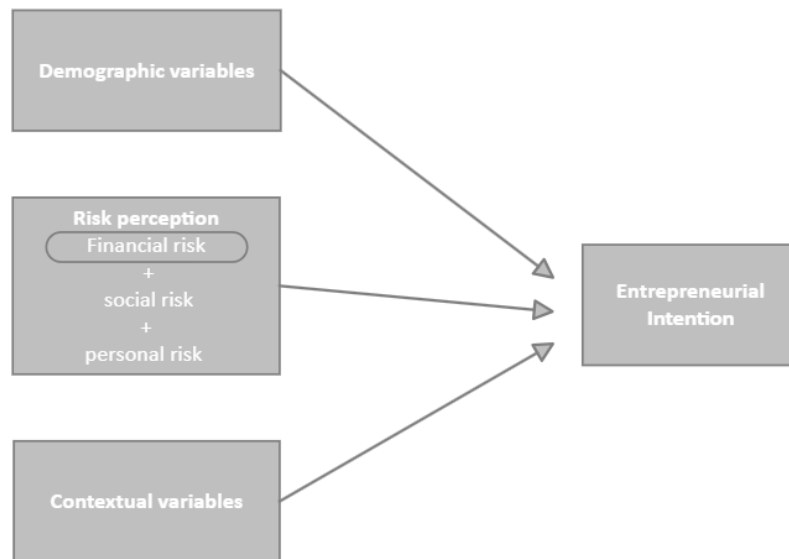 Demographic variables
Risk perception
Financial risk
+
social risk
+
personal risk
Entrepreneurial
Intention
Contextual variables